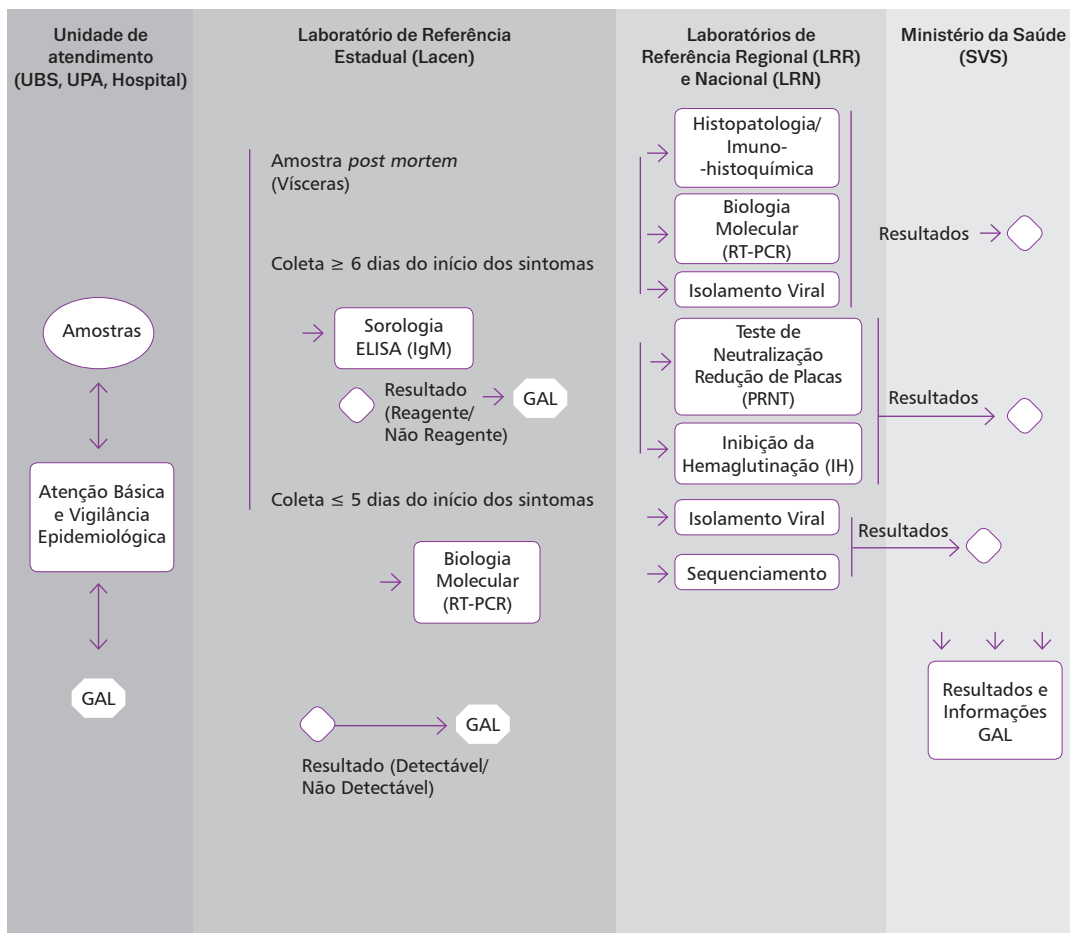 Unidade de
atendimento
(UBS, UPA, Hospital)
Amostras
Atenção Básica
e Vigilância
Epidemiológica
GAL
Laboratório de Referência
Estadual (Lacen)
Amostra post mortem
(Vísceras)
Coleta ≥ 6 dias do início dos sintomas
Sorologia
ELISA (IgM)
Resultado
(Reagente/
Não Reagente)
GAL
Coleta ≤ 5 dias do início dos sintomas
Biologia
Molecular
(RT-PCR)
GAL
Resultado (Detectável/
Não Detectável)
Laboratórios de
Referência Regional (LRR)
e Nacional (LRN)
Histopatologia/
Imuno-
-histoquímica
Biologia
Molecular
(RT-PCR)
Isolamento Viral
Teste de
Neutralização
Redução de Placas
(PRNT)
Inibição da
Hemaglutinação (IH)
Isolamento Viral
Sequenciamento
Ministério da Saúde
(SVS)
Resultados
Resultados
Resultados
Resultados e
Informações
GAL